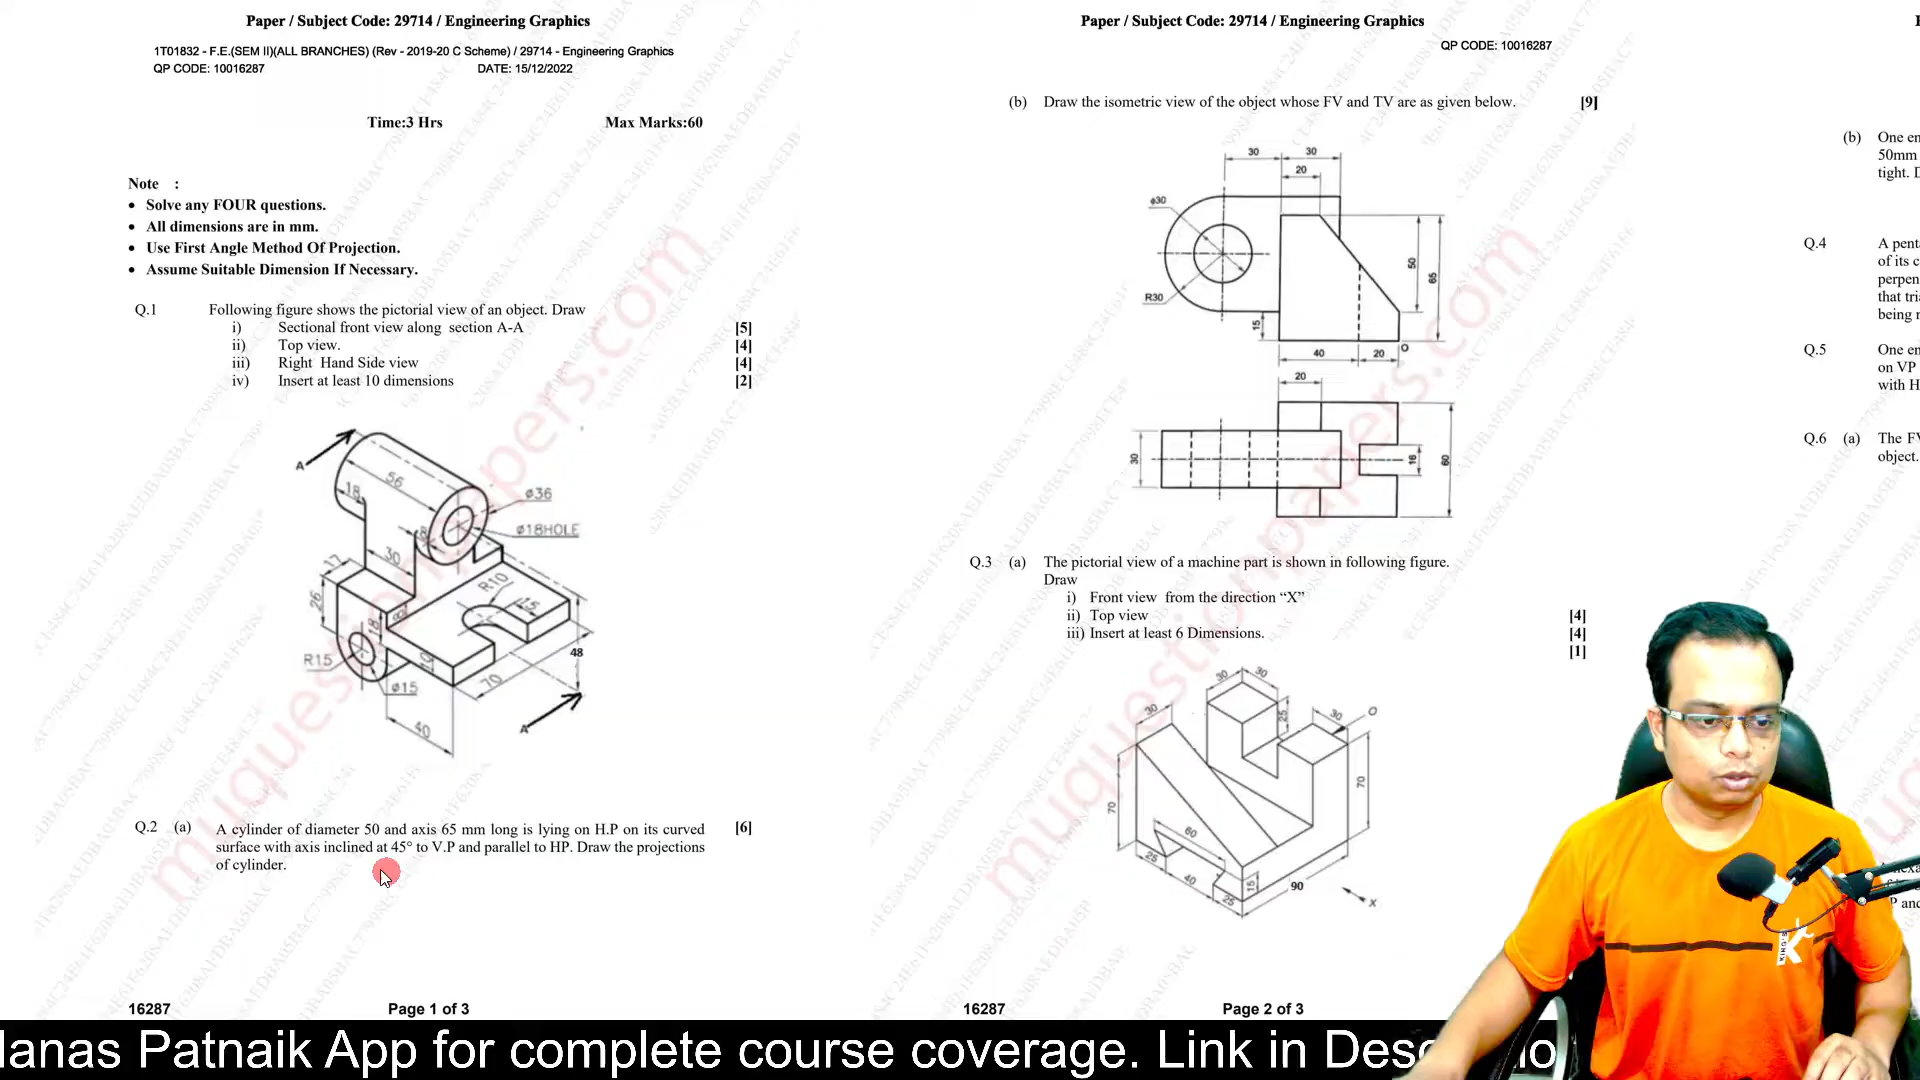 Paper / Subject Code: 29714 / Engineering Graphics
1T01832 - F.E.(SEM II)(ALL BRANCHES) (Rev - 2019-20 C Scheme) / 29714 - Engineering Graphics
QP CODE: 10016287 DATE: 15/12/2022
Time:3 Hrs Max Marks:60
Note :
• Solve any FOUR questions.
• All dimensions are in mm.
• Use First Angle Method Of Projection.
• Assume Suitable Dimension If Necessary.
Q.1 Following figure shows the pictorial view of an object. Draw
i) Sectional front view along section A-A [5]
ii) Top view. [4]
iii) Right Hand Side view [4]
iv) Insert at least 10 dimensions [2]
A
56
18
ø36
ø18HOLE
8
30
17
R10
15
26
8
18
R15
10
48
ø15
70
40
A
Q.2 (a) A cylinder of diameter 50 and axis 65 mm long is lying on H.P on its curved [6]
surface with axis inclined at 45° to V.P and parallel to HP. Draw the projections
of cylinder.
16287 Page 1 of 3
Paper / Subject Code: 29714 / Engineering Graphics
QP CODE: 10016287
(b) Draw the isometric view of the object whose FV and TV are as given below. [9]
30 30
20
ø30
50
65
R30
15
40 20 O
20
30
16
60
Q.3 (a) The pictorial view of a machine part is shown in following figure.
Draw
i) Front view from the direction “X”
ii) Top view [4]
iii) Insert at least 6 Dimensions. [4]
[1]
30 30
30
25
30
O
70
70
60
25
40
15
90
25
X
16287 Page 2 of 3
(b) One en
50mm
tight. D
Q.4 A penta
of its c
perpen
that tri
being r
Q.5 One en
on VP
with H
Q.6 (a) The FV
object.
P and
muquestionpapers.com
muquestionpapers.com
KING'S
K
lanas Patnaik App for complete course coverage. Link in Desc